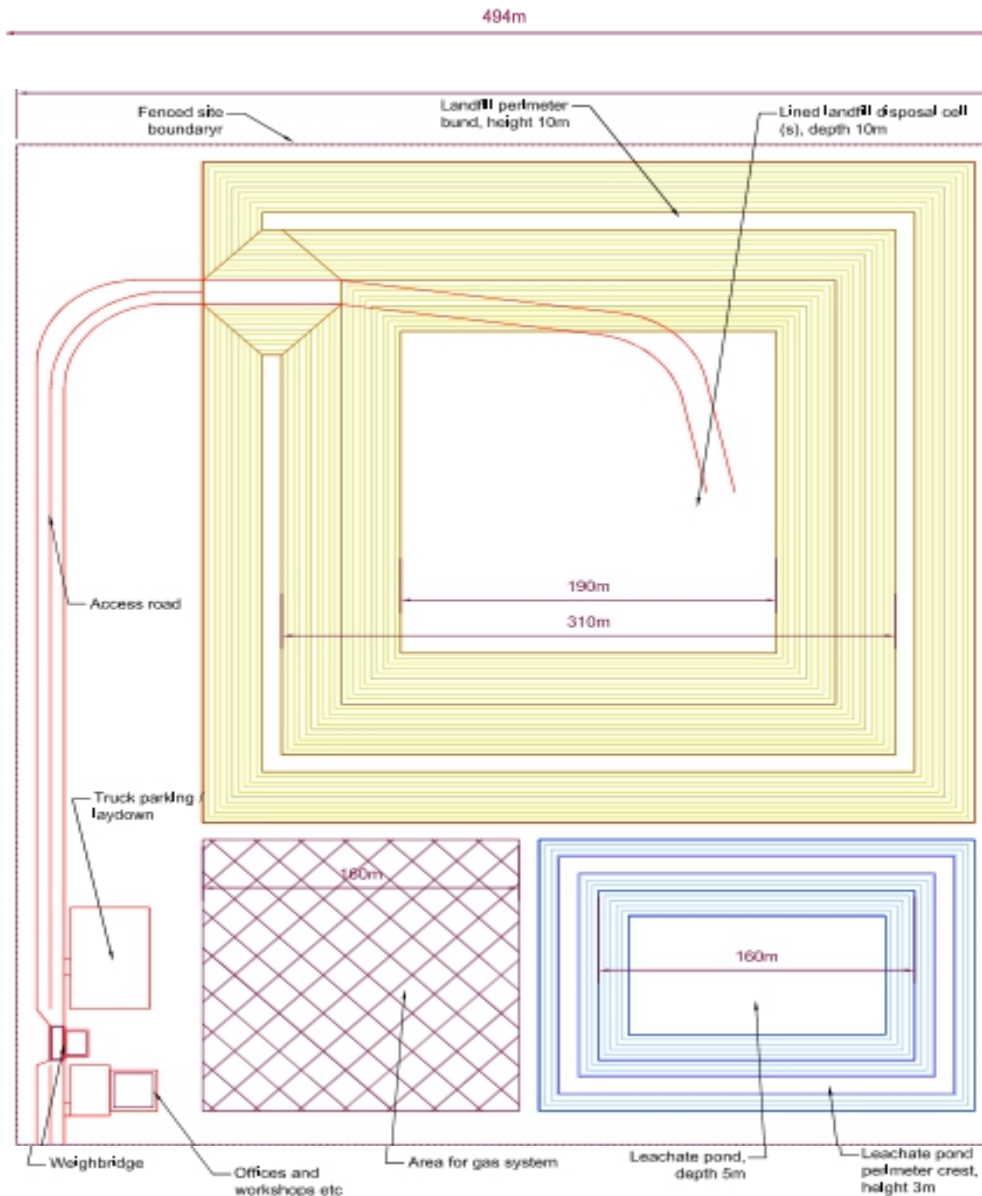 494m
Fenced site
boundaryr
Landfill perimeter
bund, height 10m
Lined landfill disposal cell
(s), depth 10m
190m
310m
Access road
Truck parking /
laydown
160m
160m
Weighbridge
Offices and
workshops etc
Area for gas system
Leachate pond,
depth 5m
Leachate pond
perimeter crest,
height 3m